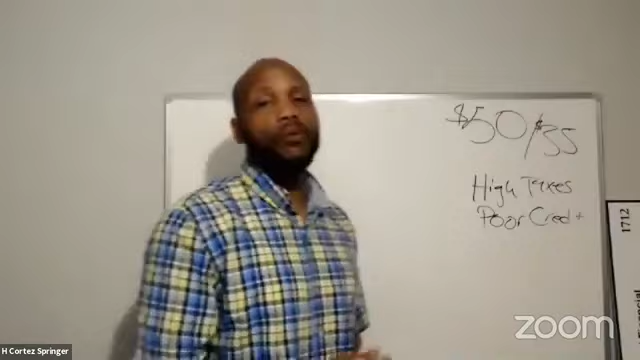 $50/$35
High Taxes
Poor Credit
1712
H Cortez Springer
zoom